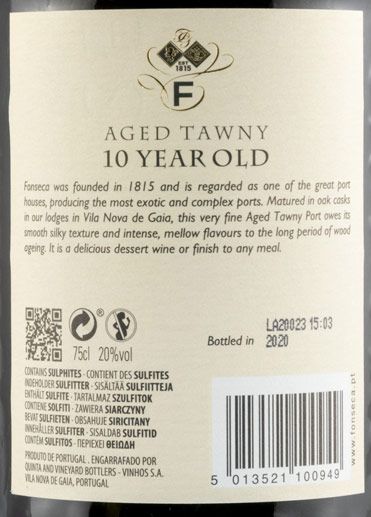 EST
1815
F
AGED TAWNY
10 YEAR OLD
Fonseca was founded in 1815 and is regarded as one of the great port
houses, producing the most exotic and complex ports. Matured in oak casks
in our lodges in Vila Nova de Gaia, this very fine Aged Tawny Port owes its
smooth silky texture and intense, mellow flavours to the long period of wood
ageing. It is a delicious dessert wine or finish to any meal.
75cl 20%vol
LA20023 15:03
Bottled in 2020
CONTAINS SULPHITES · CONTIENT DES SULFITES
INDEHOLDER SULFITTER · SISÄLTÄÄ SULFIITTEJA
ENTHÄLT SULFITE · TARTALMAZ SZULFITOK
CONTIENE SOLFITI · ZAWIERA SIARCZYNY
BEVAT SULFIETEN · OBSAHUJE SIRICITANY
INNEHÅLLER SULFITER · SISALDAB SULFITID
CONTÉM SULFITOS · ΠΕΡΙΕΧΕΙ ΘΕΙΩΔΗ
PRODUTO DE PORTUGAL . ENGARRAFADO POR
QUINTA AND VINEYARD BOTTLERS - VINHOS S.A.
VILA NOVA DE GAIA, PORTUGAL
5 013521 100949
www.fonseca.pt